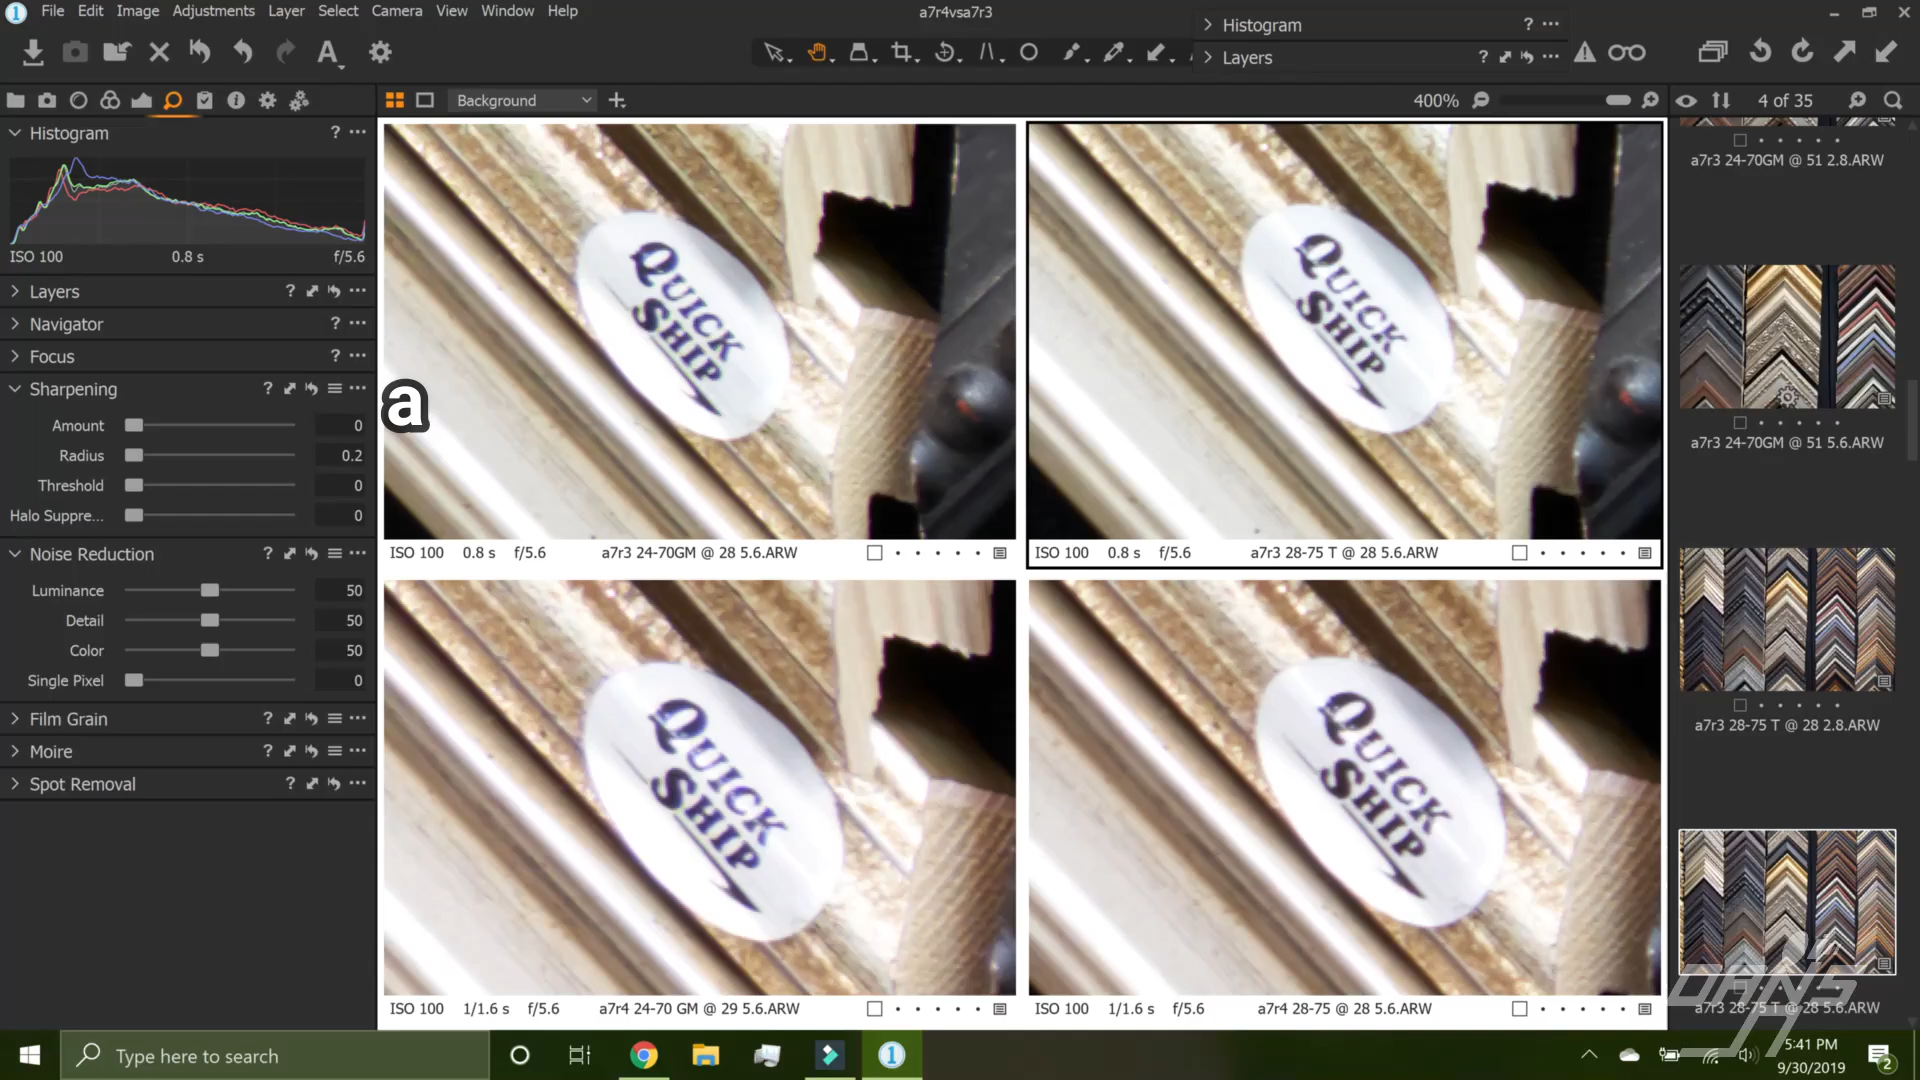 File Edit Image Adjustments Layer Select Camera View Window Help
a7r4vsa7r3
Histogram
Layers
Background
400%
4 of 35
Histogram
ISO 100 0.8 s f/5.6
Layers
Navigator
Focus
Sharpening
Amount 0
Radius 0.2
Threshold 0
Halo Suppre... 0
Noise Reduction
Luminance 50
Detail 50
Color 50
Single Pixel 0
Film Grain
Moire
Spot Removal
a
QUICK
SHIP
ISO 100 0.8 s f/5.6 a7r3 24-70GM @ 28 5.6.ARW
QUICK
SHIP
ISO 100 0.8 s f/5.6 a7r3 28-75 T @ 28 5.6.ARW
QUICK
SHIP
ISO 100 1/1.6 s f/5.6 a7r4 24-70 GM @ 29 5.6.ARW
QUICK
SHIP
ISO 100 1/1.6 s f/5.6 a7r4 28-75 @ 28 5.6.ARW
a7r3 24-70GM @ 51 2.8.ARW
a7r3 24-70GM @ 51 5.6.ARW
a7r3 28-75 T @ 28 2.8.ARW
a7r3 28-75 T @ 28 5.6.ARW
Type here to search
5:41 PM
9/30/2019
2